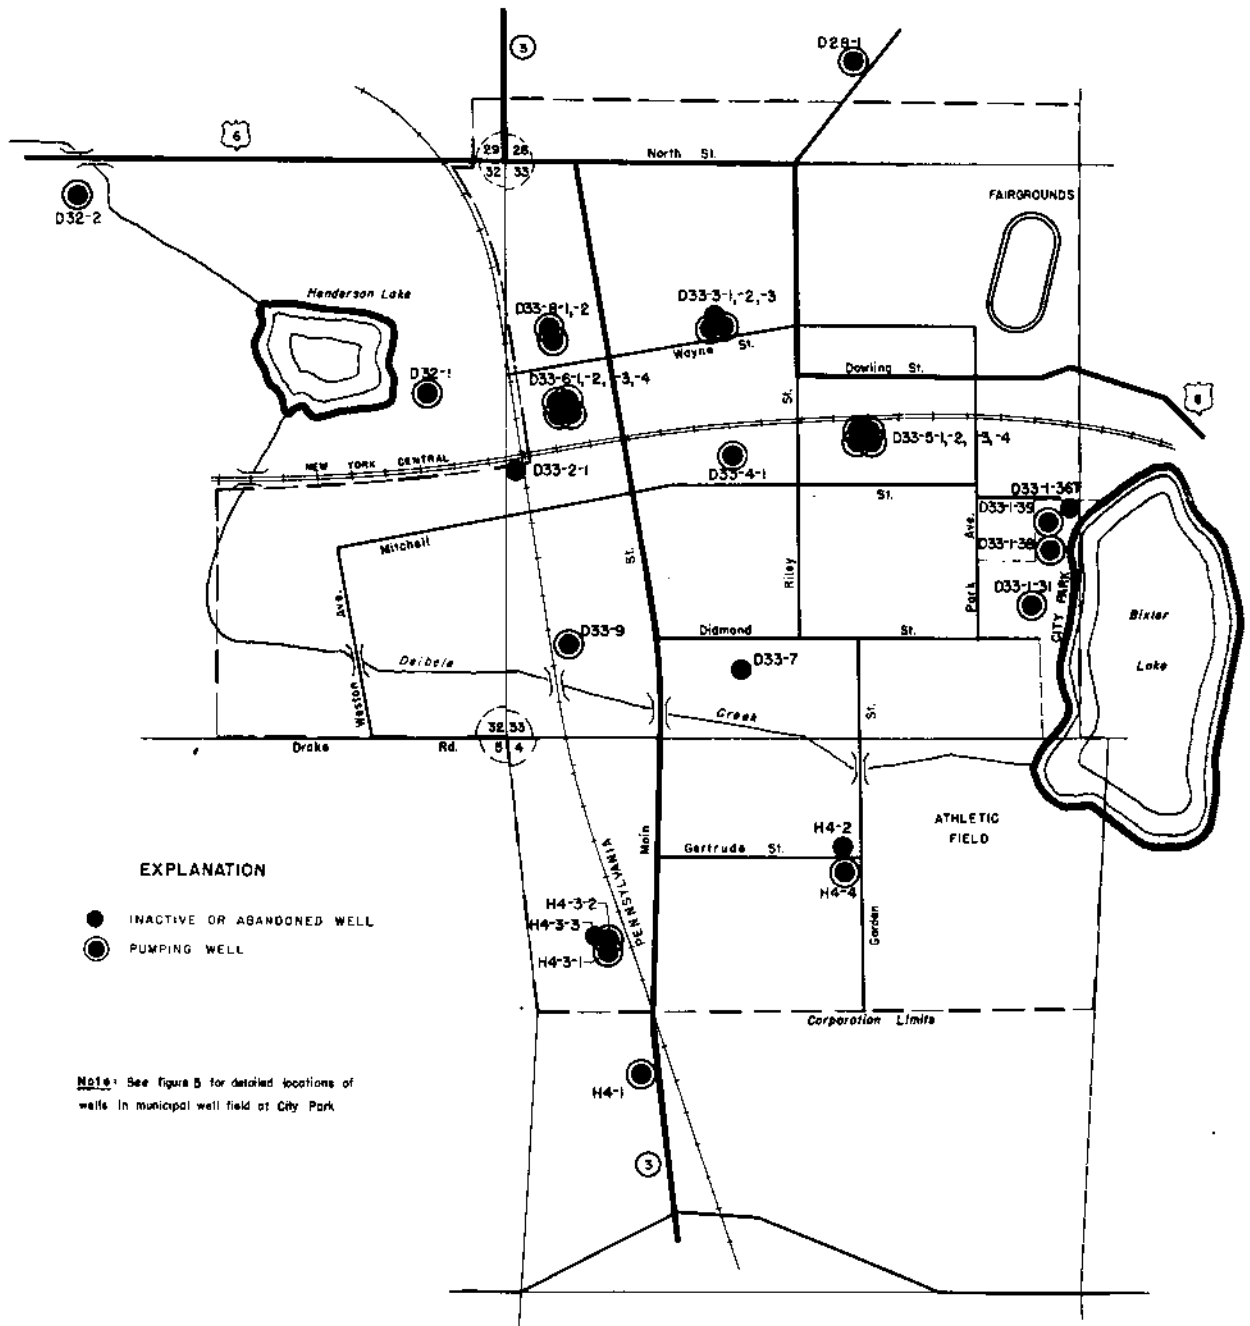 3
D28-1
6
North St.
29 28
32 33
D32-2
FAIRGROUNDS
Henderson Lake
D33-8-1,-2
D33-3-1,-2,-3
Wayne St.
D32-1
D33-6-1,-2, -3,-4
Dowling St.
St.
6
NEW YORK CENTRAL
D33-2-1
D33-4-1
D33-5-1,-2, -3,-4
Mitchell
St.
D33-1-36T
D33-1-39
D33-1-38
St.
Riley
Park Ave.
D33-1-31
CITY PARK
Bixler
Lake
Weston Ave.
D33-9
Diamond St.
Deibele
D33-7
Creek
St.
32 33
5 4
Drake Rd.
H4-2
Gertrude St.
H4-4
ATHLETIC
FIELD
Main
PENNSYLVANIA
Garden
EXPLANATION
INACTIVE OR ABANDONED WELL
PUMPING WELL
H4-3-2
H4-3-3
H4-3-1
Corporation Limits
H4-1
Note: See figure 5 for detailed locations of
wells in municipal well field at City Park
3